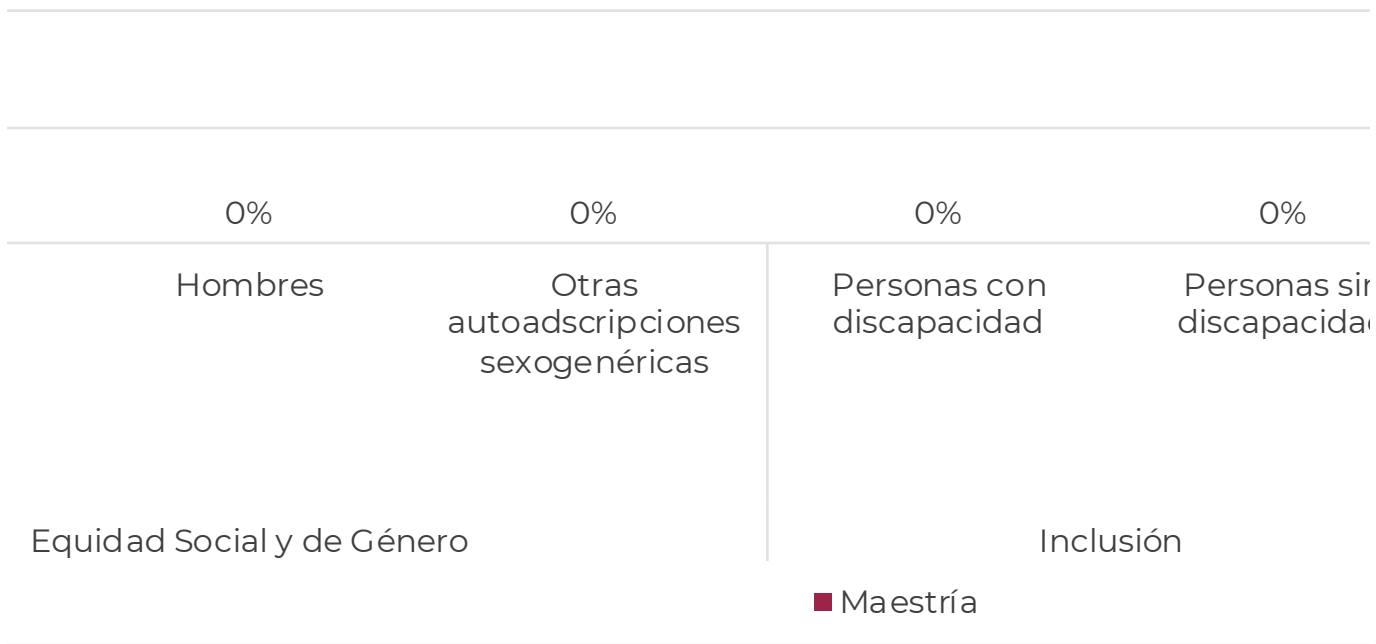 0% 0% 0% 0%
Hombres Otras Personas con Personas sin
autoadscripciones discapacidad discapacidad
sexogenéricas
Equidad Social y de Género Inclusión
Maestría